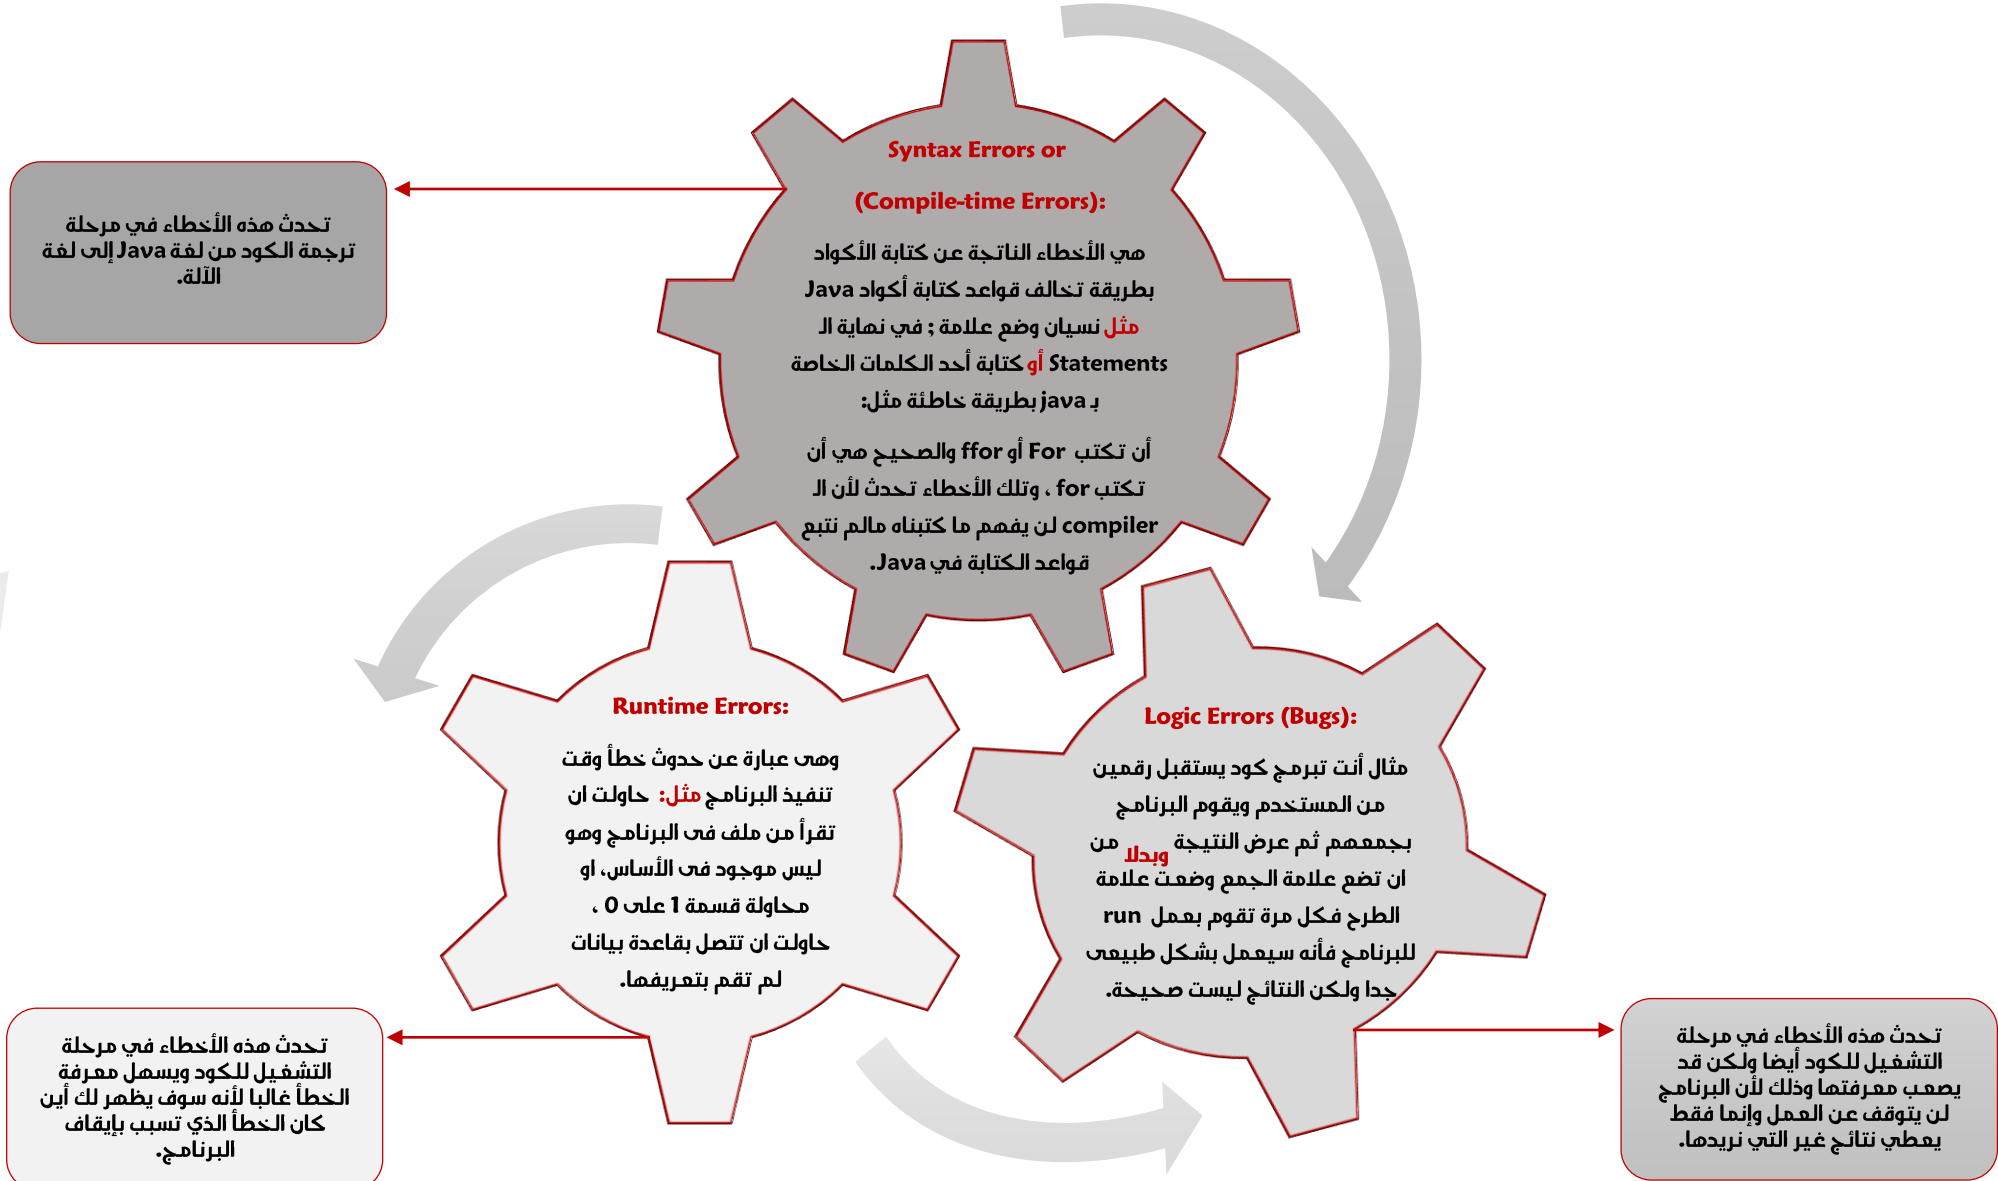 Syntax Errors or
(Compile-time Errors):
هي الأخطاء الناتجة عن كتابة الأكواد
بطريقة تخالف قواعد كتابة أكواد Java
مثل نسيان وضع علامة ; في نهاية الـ
Statements أو كتابة أحد الكلمات الخاصة
بـ java بطريقة خاطئة مثل:
أن تكتب For أو ffor والصحيح هي أن
تكتب for ، وتلك الأخطاء تحدث لأن الـ
compiler لن يفهم ما كتبناه مالم نتبع
قواعد الكتابة في Java.
تحدث هذه الأخطاء في مرحلة
ترجمة الكود من لغة Java إلى لغة
الآلة.
Logic Errors (Bugs):
مثال أنت تبرمج كود يستقبل رقمين
من المستخدم ويقوم البرنامج
بجمعهم ثم عرض النتيجة وبدلا من
ان تضع علامة الجمع وضعت علامة
الطرح فكل مرة تقوم بعمل run
للبرنامج فأنه سيعمل بشكل طبيعى
جدا ولكن النتائج ليست صحيحة.
تحدث هذه الأخطاء في مرحلة
التشغيل للكود أيضا ولكن قد
يصعب معرفتها وذلك لأن البرنامج
لن يتوقف عن العمل وإنما فقط
يعطي نتائج غير التي نريدها.
Runtime Errors:
وهى عبارة عن حدوث خطأ وقت
تنفيذ البرنامج مثل: حاولت ان
تقرأ من ملف فى البرنامج وهو
ليس موجود فى الأساس، او
محاولة قسمة 1 على 0 ،
حاولت ان تتصل بقاعدة بيانات
لم تقم بتعريفها.
تحدث هذه الأخطاء في مرحلة
التشغيل للكود ويسهل معرفة
الخطأ غالبا لأنه سوف يظهر لك أين
كان الخطأ الذي تسبب بإيقاف
البرنامج.